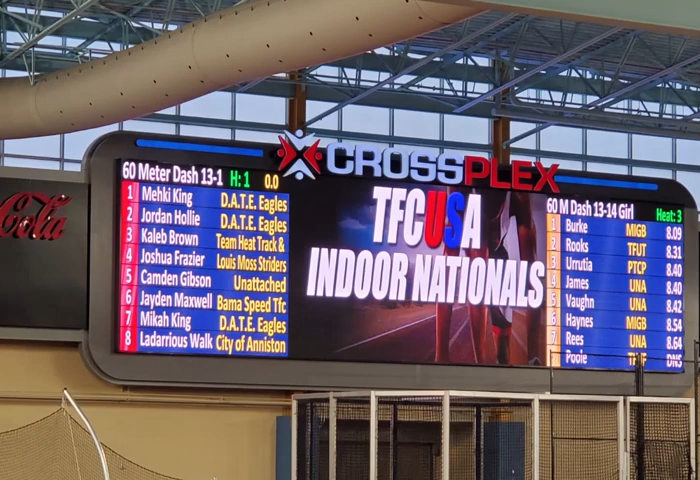 CROSSPLEX
Coca Cola
60 Meter Dash 13-1 H: 1 0.0
1 Mehki King D.A.T.E. Eagles
2 Jordan Hollie D.A.T.E. Eagles
3 Kaleb Brown Team Heat Track &
4 Joshua Frazier Louis Moss Striders
5 Camden Gibson Unattached
6 Jayden Maxwell Bama Speed Tfc
7 Mikah King D.A.T.E. Eagles
8 Ladarrious Walk City of Anniston
TFCUSA
INDOOR NATIONALS
60 M Dash 13-14 Girl Heat: 3
1 Burke MIGB 8.09
2 Rooks TFUT 8.31
3 Urrutia PTCP 8.40
4 James UNA 8.40
5 Vaughn UNA 8.42
6 Haynes MIGB 8.54
7 Rees UNA 8.64
Poole DNS